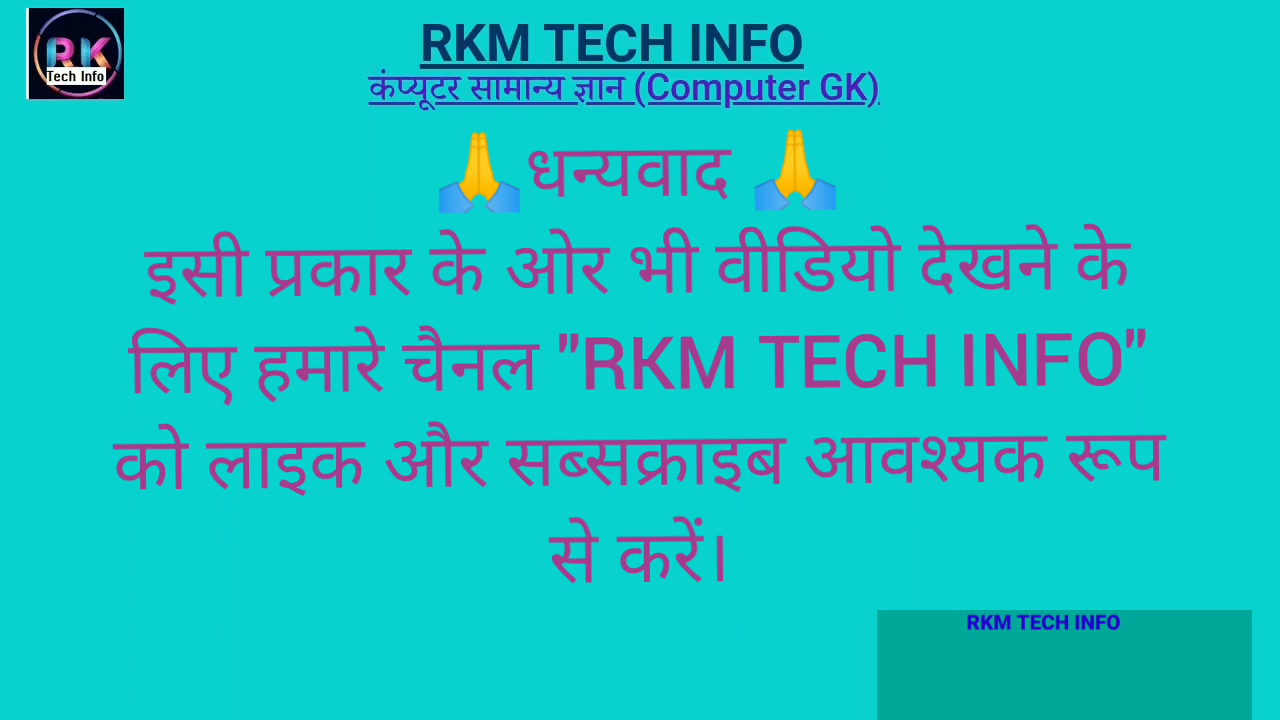 RK
Tech Info
RKM TECH INFO
कंप्यूटर सामान्य ज्ञान (Computer GK)
🙏धन्यवाद 🙏
इसी प्रकार के ओर भी वीडियो देखने के
लिए हमारे चैनल "RKM TECH INFO"
को लाइक और सब्सक्राइब आवश्यक रूप
से करें।
RKM TECH INFO